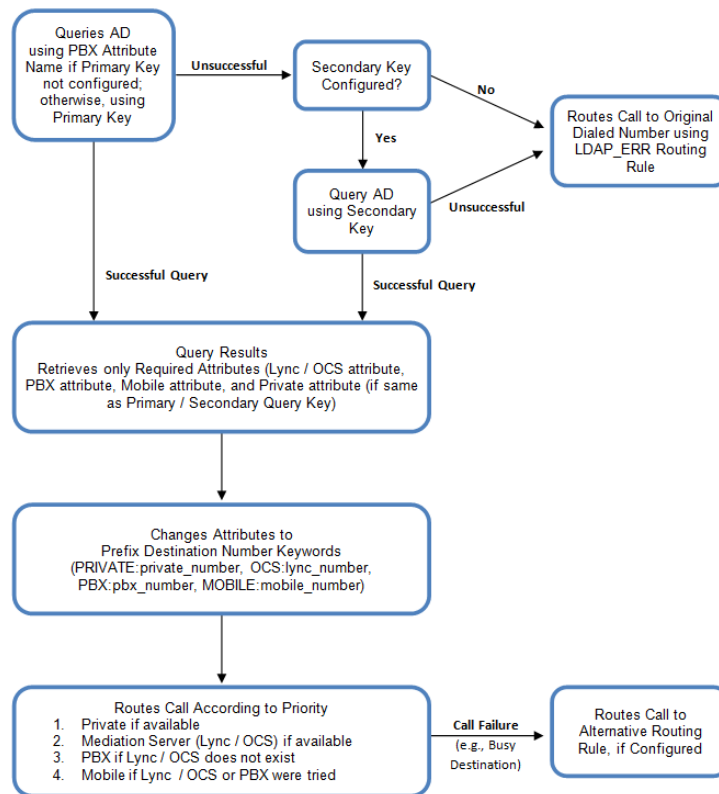 Queries AD
using PBX Attribute
Name if Primary Key
not configured;
otherwise, using
Primary Key
Unsuccessful
Secondary Key
Configured?
No
Routes Call to Original
Dialed Number using
LDAP_ERR Routing
Rule
Yes
Query AD
using Secondary
Key
Unsuccessful
Successful Query
Successful Query
Query Results
Retrieves only Required Attributes (Lync / OCS attribute,
PBX attribute, Mobile attribute, and Private attribute (if same
as Primary / Secondary Query Key)
Changes Attributes to
Prefix Destination Number Keywords
(PRIVATE:private_number, OCS:lync_number,
PBX:pbx_number, MOBILE:mobile_number)
Routes Call According to Priority
1. Private if available
2. Mediation Server (Lync / OCS) if available
3. PBX if Lync / OCS does not exist
4. Mobile if Lync / OCS or PBX were tried
Call Failure
(e.g., Busy
Destination)
Routes Call to
Alternative Routing
Rule, if Configured